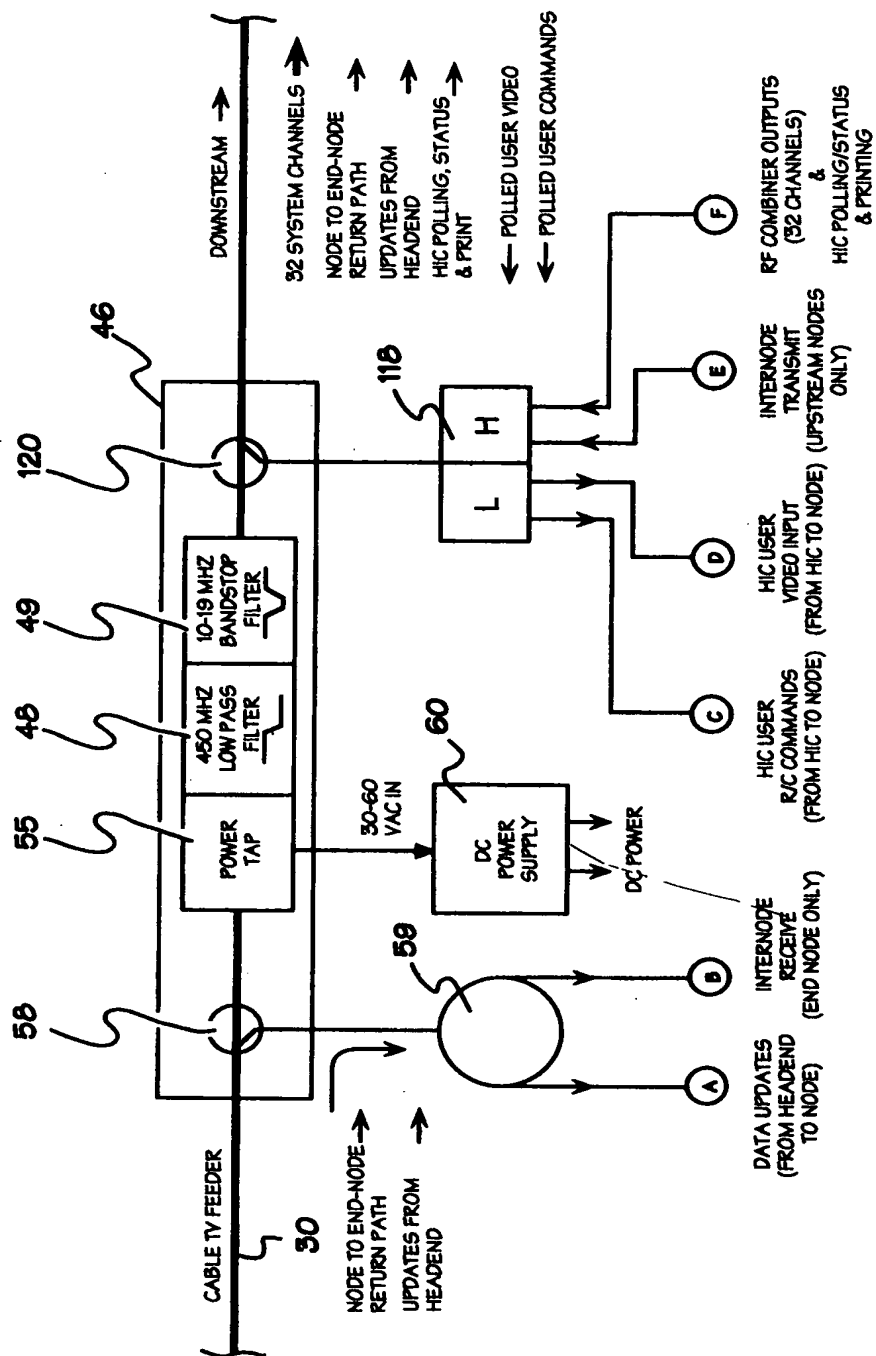 CABLE TV FEEDER
30
58
55
48
49
120
46
DOWNSTREAM
POWER
TAP
450 MHZ
LOW PASS
FILTER
10-19 MHZ
BANDSTOP
FILTER
NODE TO END-NODE
RETURN PATH
UPDATES FROM
HEADEND
32 SYSTEM CHANNELS
NODE TO END-NODE
RETURN PATH
UPDATES FROM
HEADEND
HIC POLLING, STATUS
& PRINT
POLLED USER VIDEO
POLLED USER COMMANDS
30-60
VAC IN
59
60
DC
POWER
SUPPLY
DC POWER
118
L
H
A
B
C
D
E
F
DATA UPDATES
(FROM HEADEND
TO NODE)
INTERNODE
RECEIVE
(END NODE ONLY)
HIC USER
R/C COMMANDS
(FROM HIC TO NODE)
HIC USER
VIDEO INPUT
(FROM HIC TO NODE)
INTERNODE
TRANSMIT
(UPSTREAM NODES
ONLY)
RF COMBINER OUTPUTS
(32 CHANNELS)
&
HIC POLLING/STATUS
& PRINTING